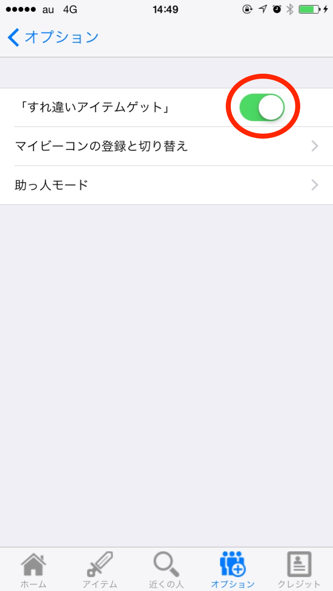 au 4G 14:49
オプション
「すれ違いアイテムゲット」
マイビーコンの登録と切り替え
助っ人モード
ホーム アイテム 近くの人 オプション クレジット